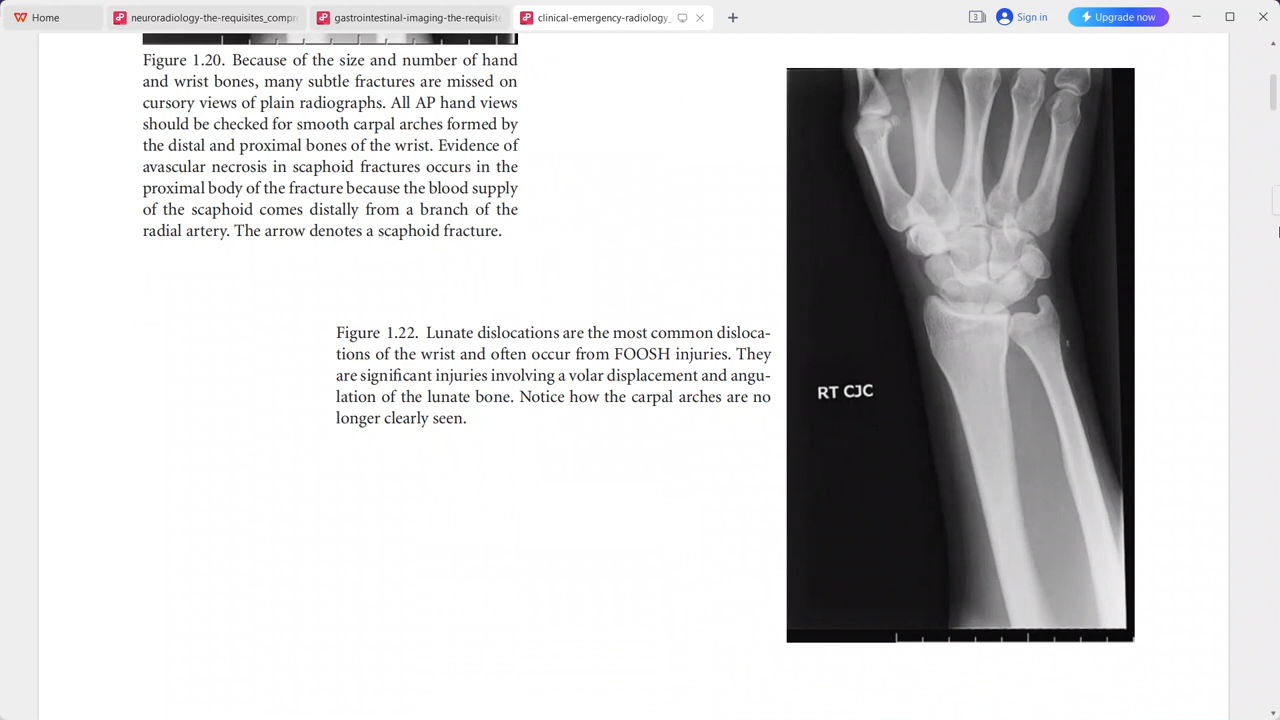 Home
neuroradiology-the-requisites_compr
gastrointestinal-imaging-the-requisite
clinical-emergency-radiology_
3
Sign in
Upgrade now
Figure 1.20. Because of the size and number of hand
and wrist bones, many subtle fractures are missed on
cursory views of plain radiographs. All AP hand views
should be checked for smooth carpal arches formed by
the distal and proximal bones of the wrist. Evidence of
avascular necrosis in scaphoid fractures occurs in the
proximal body of the fracture because the blood supply
of the scaphoid comes distally from a branch of the
radial artery. The arrow denotes a scaphoid fracture.
Figure 1.22. Lunate dislocations are the most common disloca-
tions of the wrist and often occur from FOOSH injuries. They
are significant injuries involving a volar displacement and angu-
lation of the lunate bone. Notice how the carpal arches are no
longer clearly seen.
RT CJC